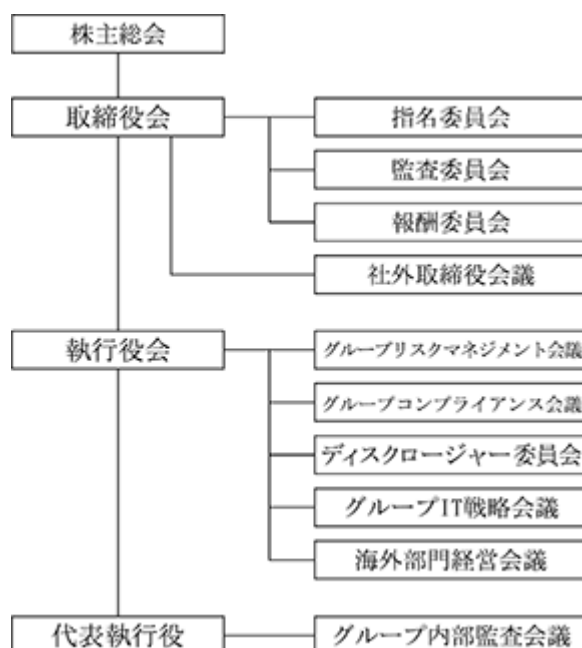 株主総会
取締役会
指名委員会
監査委員会
報酬委員会
社外取締役会議
執行役会
グループリスクマネジメント会議
グループコンプライアンス会議
ディスクロージャー委員会
グループIT戦略会議
海外部門経営会議
代表執行役
グループ内部監査会議